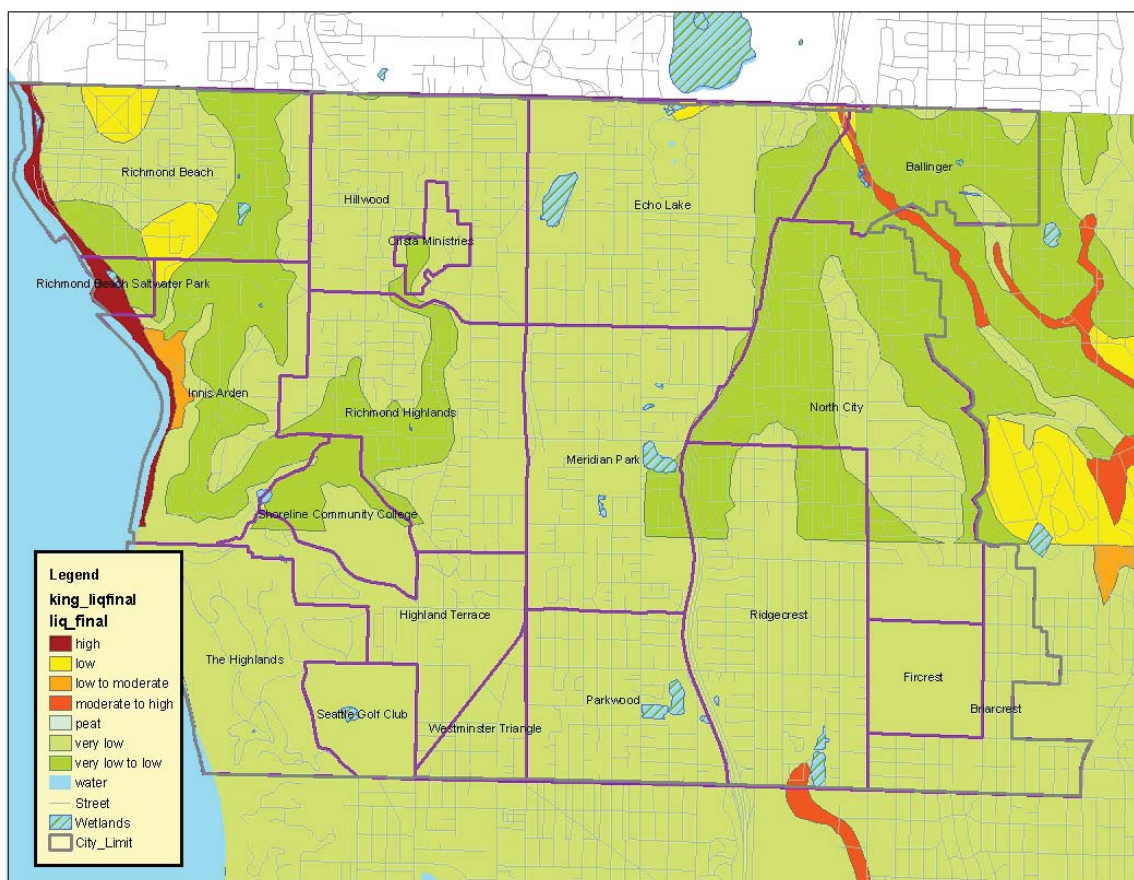 Richmond Beach
Ballinger
Hillwood
Echo Lake
Crista Ministries
Richmond Beach Saltwater Park
Innis Arden
Richmond Highlands
North City
Meridian Park
Shoreline Community College
Highland Terrace
Ridgecrest
The Highlands
Fircrest
Parkwood
Briarcrest
Seattle Golf Club
Westminster Triangle
Legend
king_liqfinal
liq_final
high
low
low to moderate
moderate to high
peat
very low
very low to low
water
Street
Wetlands
City_Limit